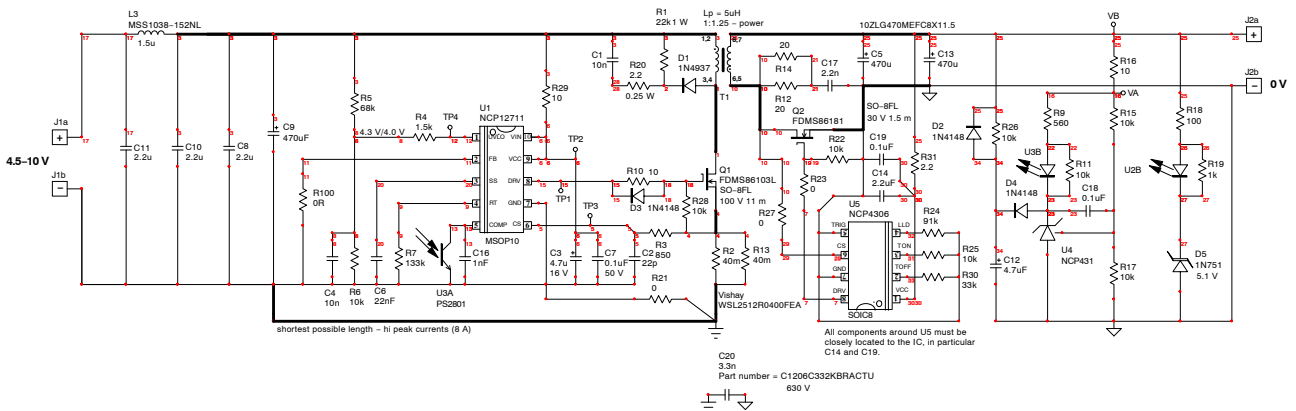 L3
MSS1038-152NL
1.5u
R1
22k1 W
Lp = 5uH
1:1.25 - power
10ZLG470MEFC8X11.5
VB
J2a
+
J2b
-
0 V
C1
10n
R20
2.2
0.25 W
D1
1N4937
1,2
8,7
3,4
6,5
T1
20
R14
R12
20
C17
2.2n
C5
470u
C13
470u
R16
10
VA
R5
68k
R4
1.5k
TP4
4.3 V/4.0 V
U1
NCP12711
UVLO
FB
SS
RT
COMP
VIN
VCC
DRV
GND
CS
MSOP10
R29
10
TP2
TP1
TP3
J1a
+
4.5–10 V
J1b
-
C9
470uF
C11
2.2u
C10
2.2u
C8
2.2u
R100
0R
C4
10n
R6
10k
C6
22nF
R7
133k
U3A
PS2801
C16
1nF
C3
4.7u
16 V
C7
0.1uF
50 V
C2
22p
R10
10
D3
1N4148
R28
10k
R3
850
R21
0
Q1
FDMS86103L
SO-8FL
100 V 11 m
R2
40m
R13
40m
Vishay
WSL2512R0400FEA
shortest possible length - hi peak currents (8 A)
SO-8FL
30 V 1.5 m
Q2
FDMS86181
R22
10k
C19
0.1uF
C14
2.2uF
R23
0
R27
0
R31
2.2
U5
NCP4306
TRIG
CS
GND
DRV
LLD
TON
TOFF
VCC
SOIC8
R24
91k
R25
10k
R30
33k
All components around U5 must be
closely located to the IC, in particular
C14 and C19.
D2
1N4148
R26
10k
D4
1N4148
C12
4.7uF
R9
560
U3B
R11
10k
C18
0.1uF
U4
NCP431
R15
10k
R17
10k
R18
100
U2B
R19
1k
D5
1N751
5.1 V
C20
3.3n
Part number = C1206C332KBRACTU
630 V